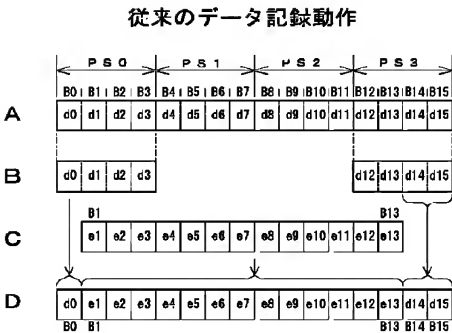 従来のデータ記録動作
PS0 PS1 PS2 PS3
B0 B1 B2 B3 B4 B5 B6 B7 B8 B9 B10 B11 B12 B13 B14 B15
A d0 d1 d2 d3 d4 d5 d6 d7 d8 d9 d10 d11 d12 d13 d14 d15
B d0 d1 d2 d3 d12 d13 d14 d15
B1 B13
C e1 e2 e3 e4 e5 e6 e7 e8 e9 e10 e11 e12 e13
D d0 e1 e2 e3 e4 e5 e6 e7 e8 e9 e10 e11 e12 e13 d14 d15
B0 B1 B13 B14 B15